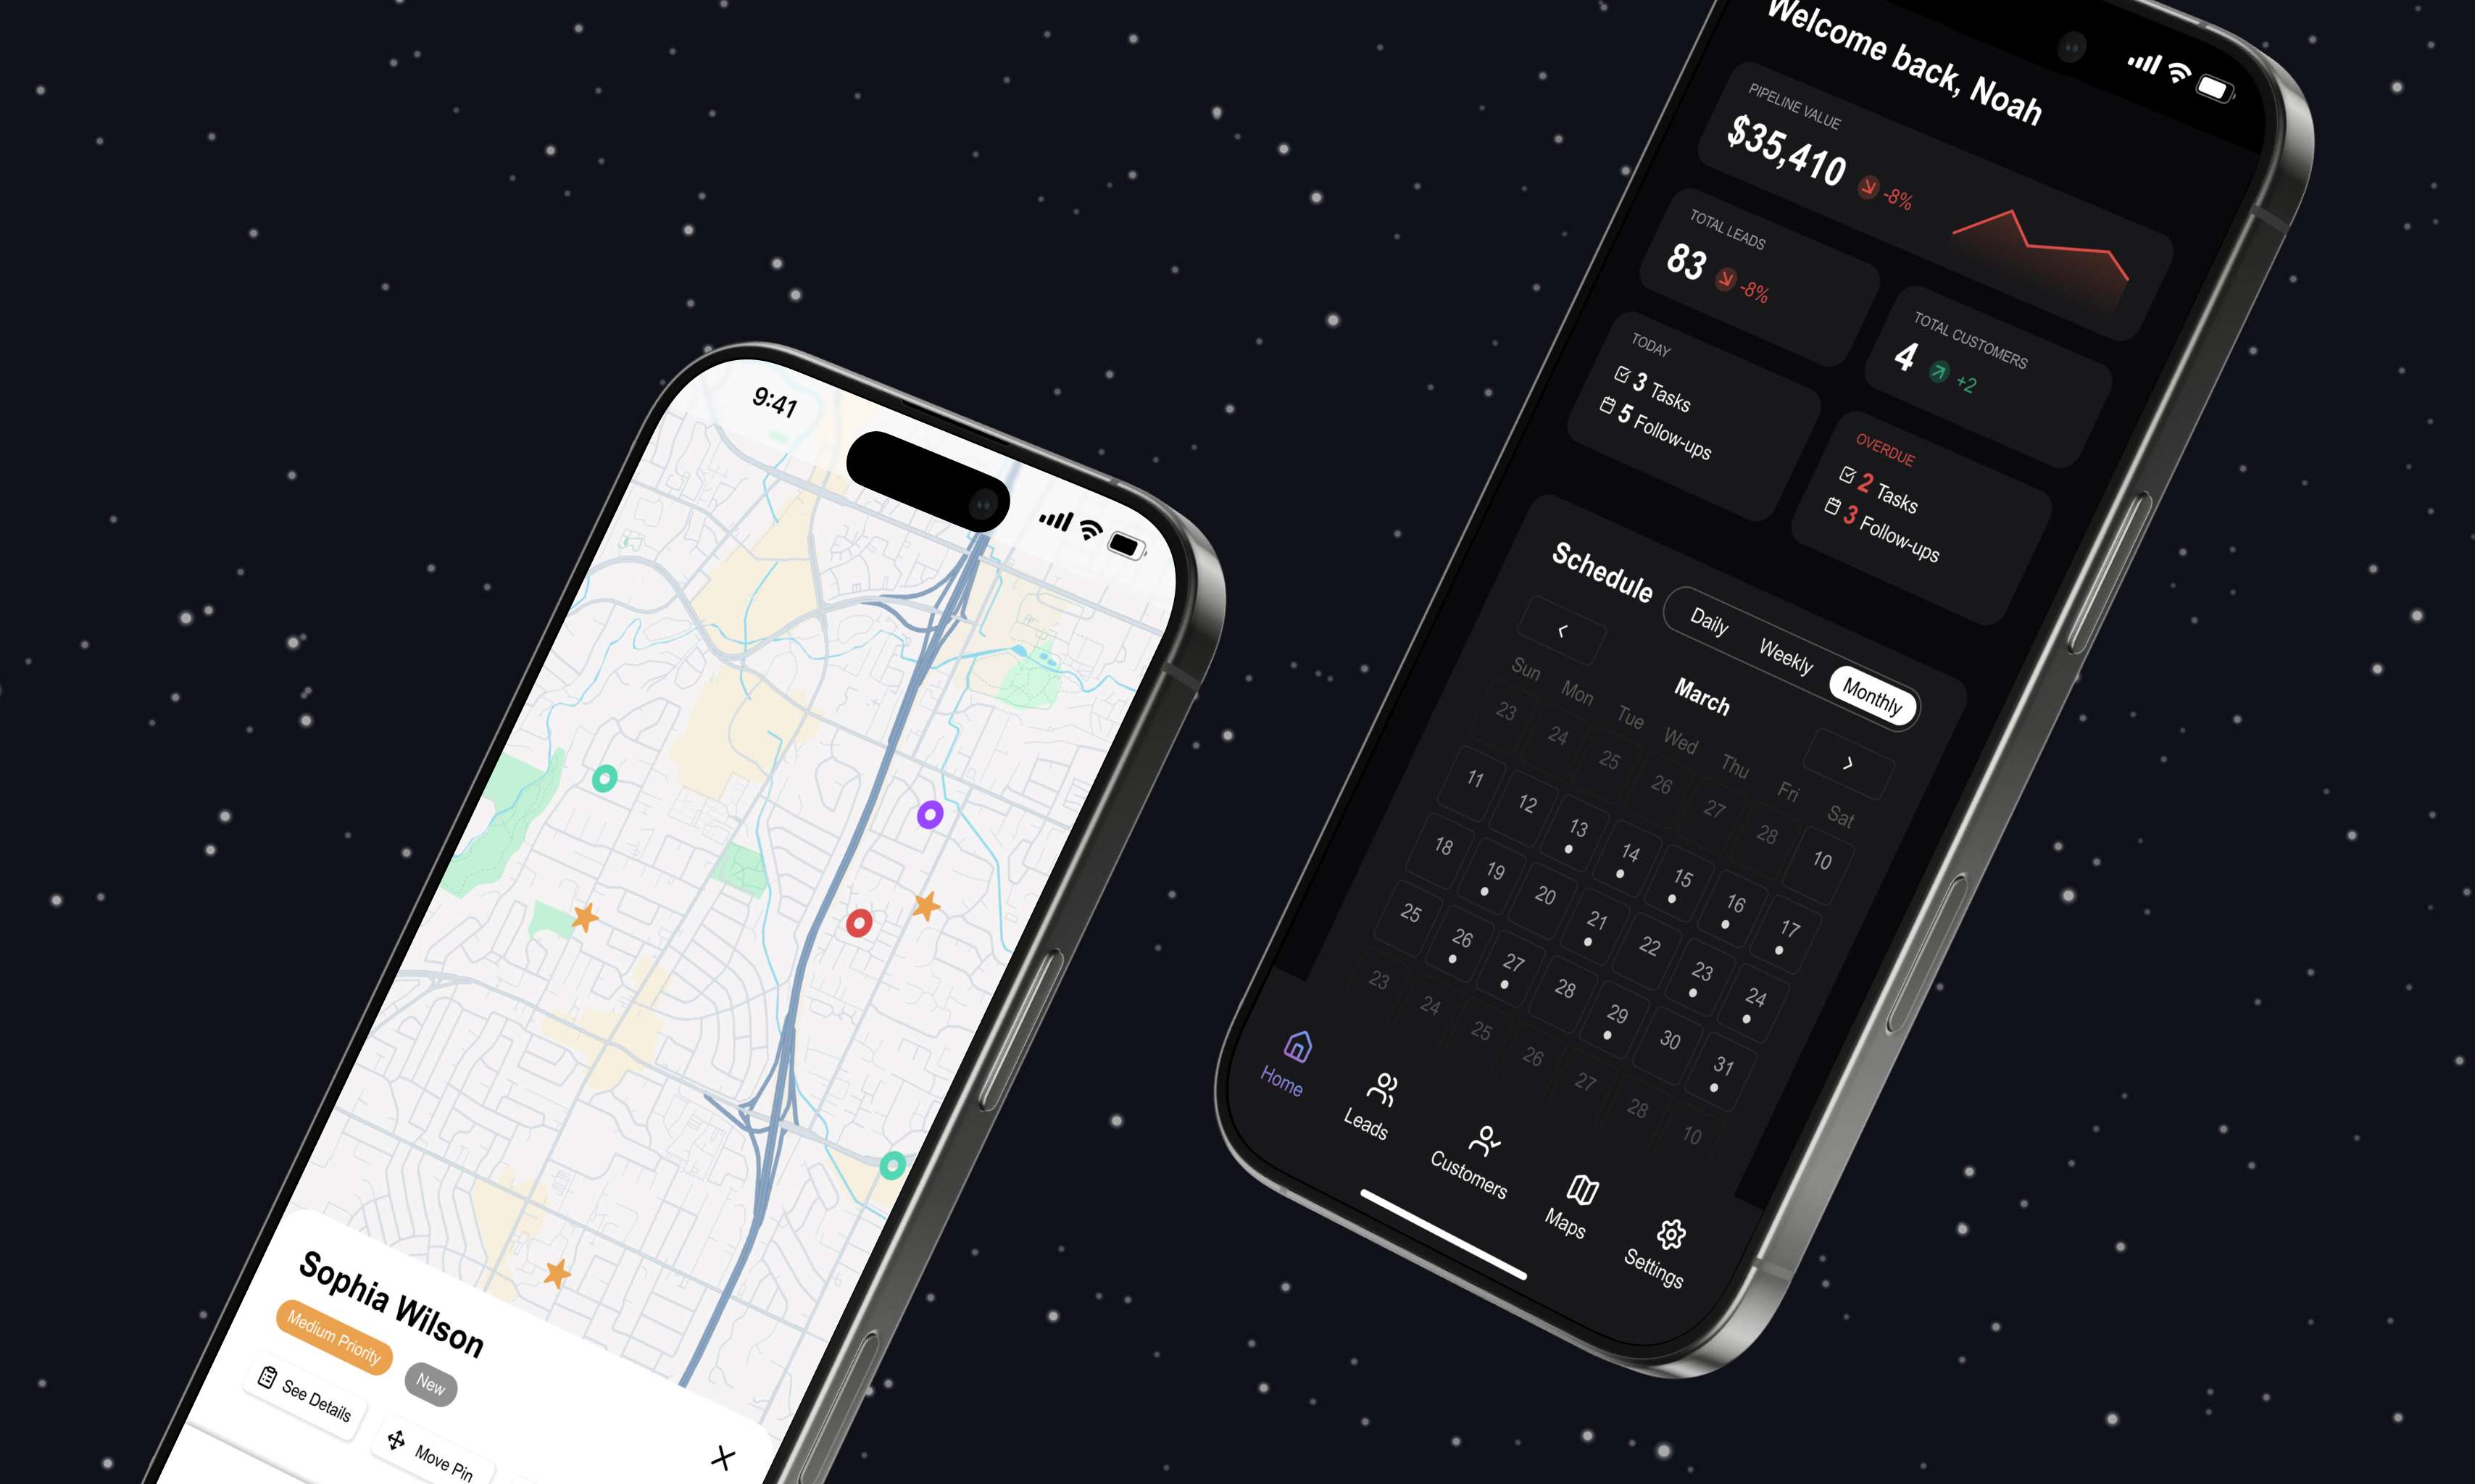 9:41
Sophia Wilson
Medium Priority
New
See Details
Move Pin
Welcome back, Noah
PIPELINE VALUE
$35,410
-8%
TOTAL LEADS
83
-8%
TOTAL CUSTOMERS
4
+2
TODAY
3 Tasks
5 Follow-ups
OVERDUE
2 Tasks
3 Follow-ups
Schedule
Daily Weekly Monthly
March
Sun Mon Tue Wed Thu Fri Sat
23 24 25 26 27 28 10
11 12 13 14 15 16 17
18 19 20 21 22 23 24
25 26 27 28 29 30 31
23 24 25 26 27 28 10
Home
Leads
Customers
Maps
Settings